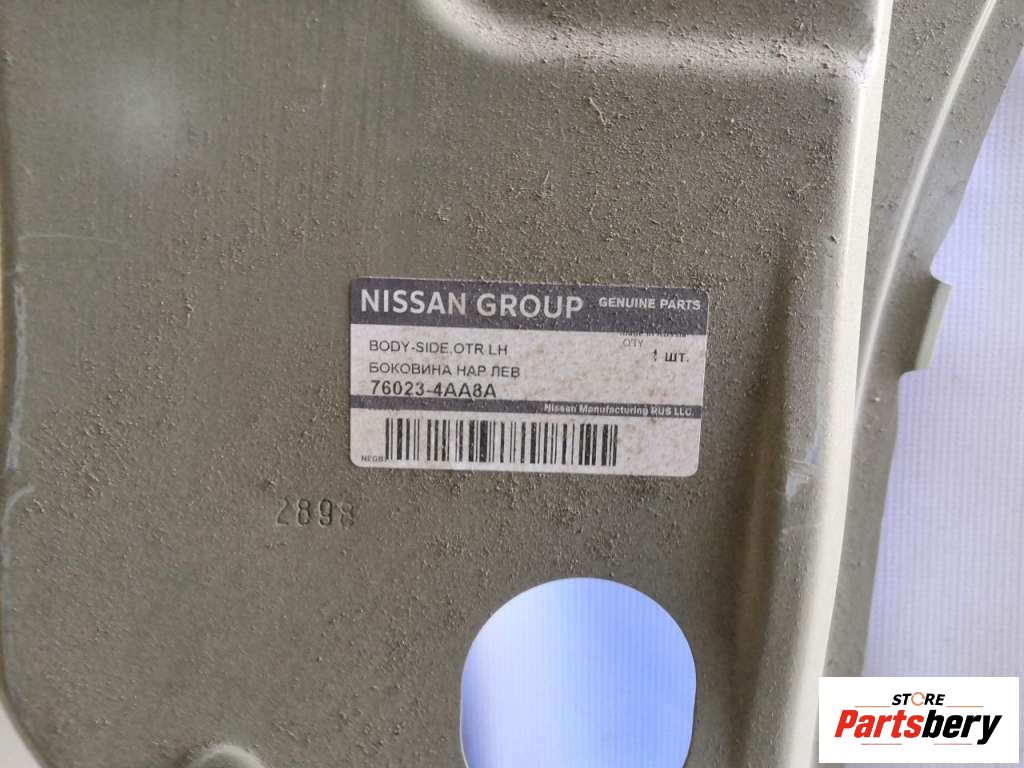 NISSAN GROUP GENUINE PARTS
BODY-SIDE,OTR LH
Q'TY
1 ШТ.
БОКОВИНА НАР ЛЕВ
76023-4AA8A
Nissan Manufacturing RUS LLC.
2898
STORE
Partsbery